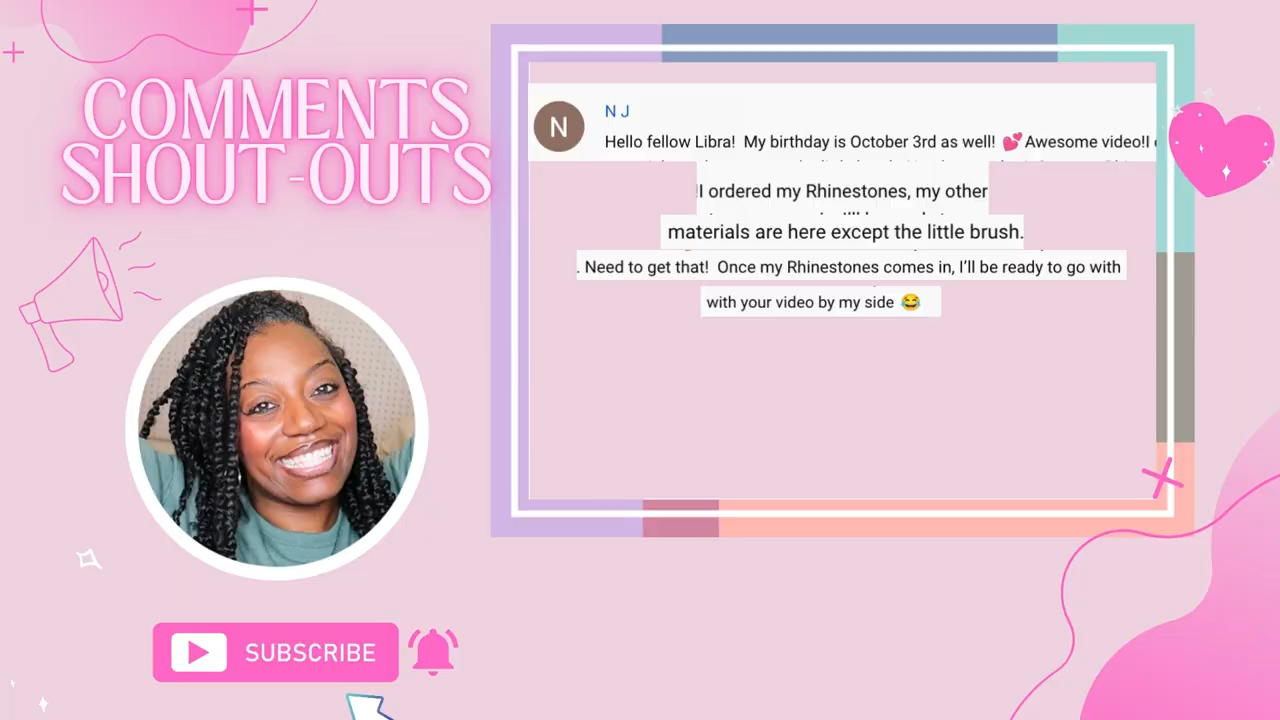 COMMENTS
SHOUT-OUTS
N
N J
Hello fellow Libra! My birthday is October 3rd as well! 💕Awesome video!I
!I ordered my Rhinestones, my other
materials are here except the little brush.
. Need to get that! Once my Rhinestones comes in, I’ll be ready to go with
with your video by my side 😂
SUBSCRIBE